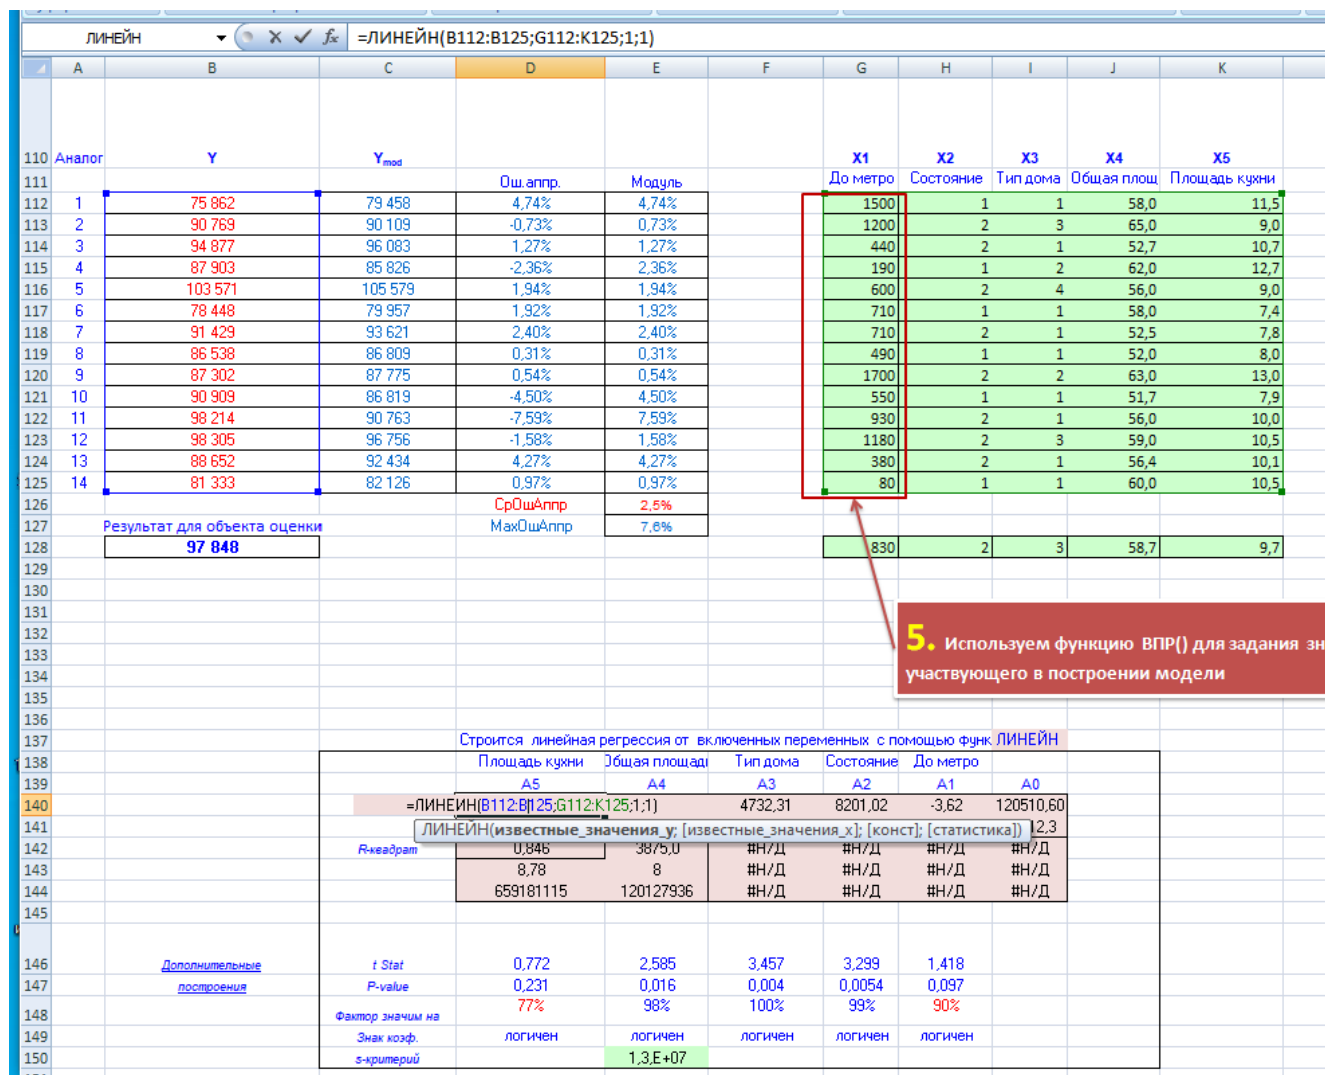 ЛИНЕЙН =ЛИНЕЙН(B112:B125;G112:K125;1;1)
A B C D E F G H I J K
110 Аналог Y Ymod X1 X2 X3 X4 X5
111 Ош.аппр. Модуль До метро Состояние Тип дома Общая площ Площадь кухни
112 1 75 862 79 458 4,74% 4,74% 1500 1 1 58,0 11,5
113 2 90 769 90 109 -0,73% 0,73% 1200 2 3 65,0 9,0
114 3 94 877 96 083 1,27% 1,27% 440 2 1 52,7 10,7
115 4 87 903 85 826 -2,36% 2,36% 190 1 2 62,0 12,7
116 5 103 571 105 579 1,94% 1,94% 600 2 4 56,0 9,0
117 6 78 448 79 957 1,92% 1,92% 710 1 1 58,0 7,4
118 7 91 429 93 621 2,40% 2,40% 710 2 1 52,5 7,8
119 8 86 538 86 809 0,31% 0,31% 490 1 1 52,0 8,0
120 9 87 302 87 775 0,54% 0,54% 1700 2 2 63,0 13,0
121 10 90 909 86 819 -4,50% 4,50% 550 1 1 51,7 7,9
122 11 98 214 90 763 -7,59% 7,59% 930 2 1 56,0 10,0
123 12 98 305 96 756 -1,58% 1,58% 1180 2 3 59,0 10,5
124 13 88 652 92 434 4,27% 4,27% 380 2 1 56,4 10,1
125 14 81 333 82 126 0,97% 0,97% 80 1 1 60,0 10,5
126 СрОшАппр 2,5%
127 Результат для объекта оценки МахОшАппр 7,6%
128 97 848 830 2 3 58,7 9,7
129
130
131
132
133
134
135
136
5. Используем функцию ВПР() для задания зн
участвующего в построении модели
137 Строится линейная регрессия от включенных переменных с помощью функ ЛИНЕЙН
138 Площадь кухни Общая площадь Тип дома Состояние До метро
139 A5 A4 A3 A2 A1 A0
140 =ЛИНЕЙН(B112:B125;G112:K125;1;1) 4732,31 8201,02 -3,62 120510,60
141 12,3
ЛИНЕЙН(известные_значения_y; [известные_значения_x]; [конст]; [статистика])
142 R-квадрат 0,846 3875,0 #Н/Д #Н/Д #Н/Д #Н/Д
143 8,78 8 #Н/Д #Н/Д #Н/Д #Н/Д
144 659181115 120127936 #Н/Д #Н/Д #Н/Д #Н/Д
145
146 Дополнительные t Stat 0,772 2,585 3,457 3,299 1,418
147 построения P-value 0,231 0,016 0,004 0,0054 0,097
148 Фактор значим на 77% 98% 100% 99% 90%
149 Знак коэф. логичен логичен логичен логичен логичен
150 s-критерий 1,3,E+07